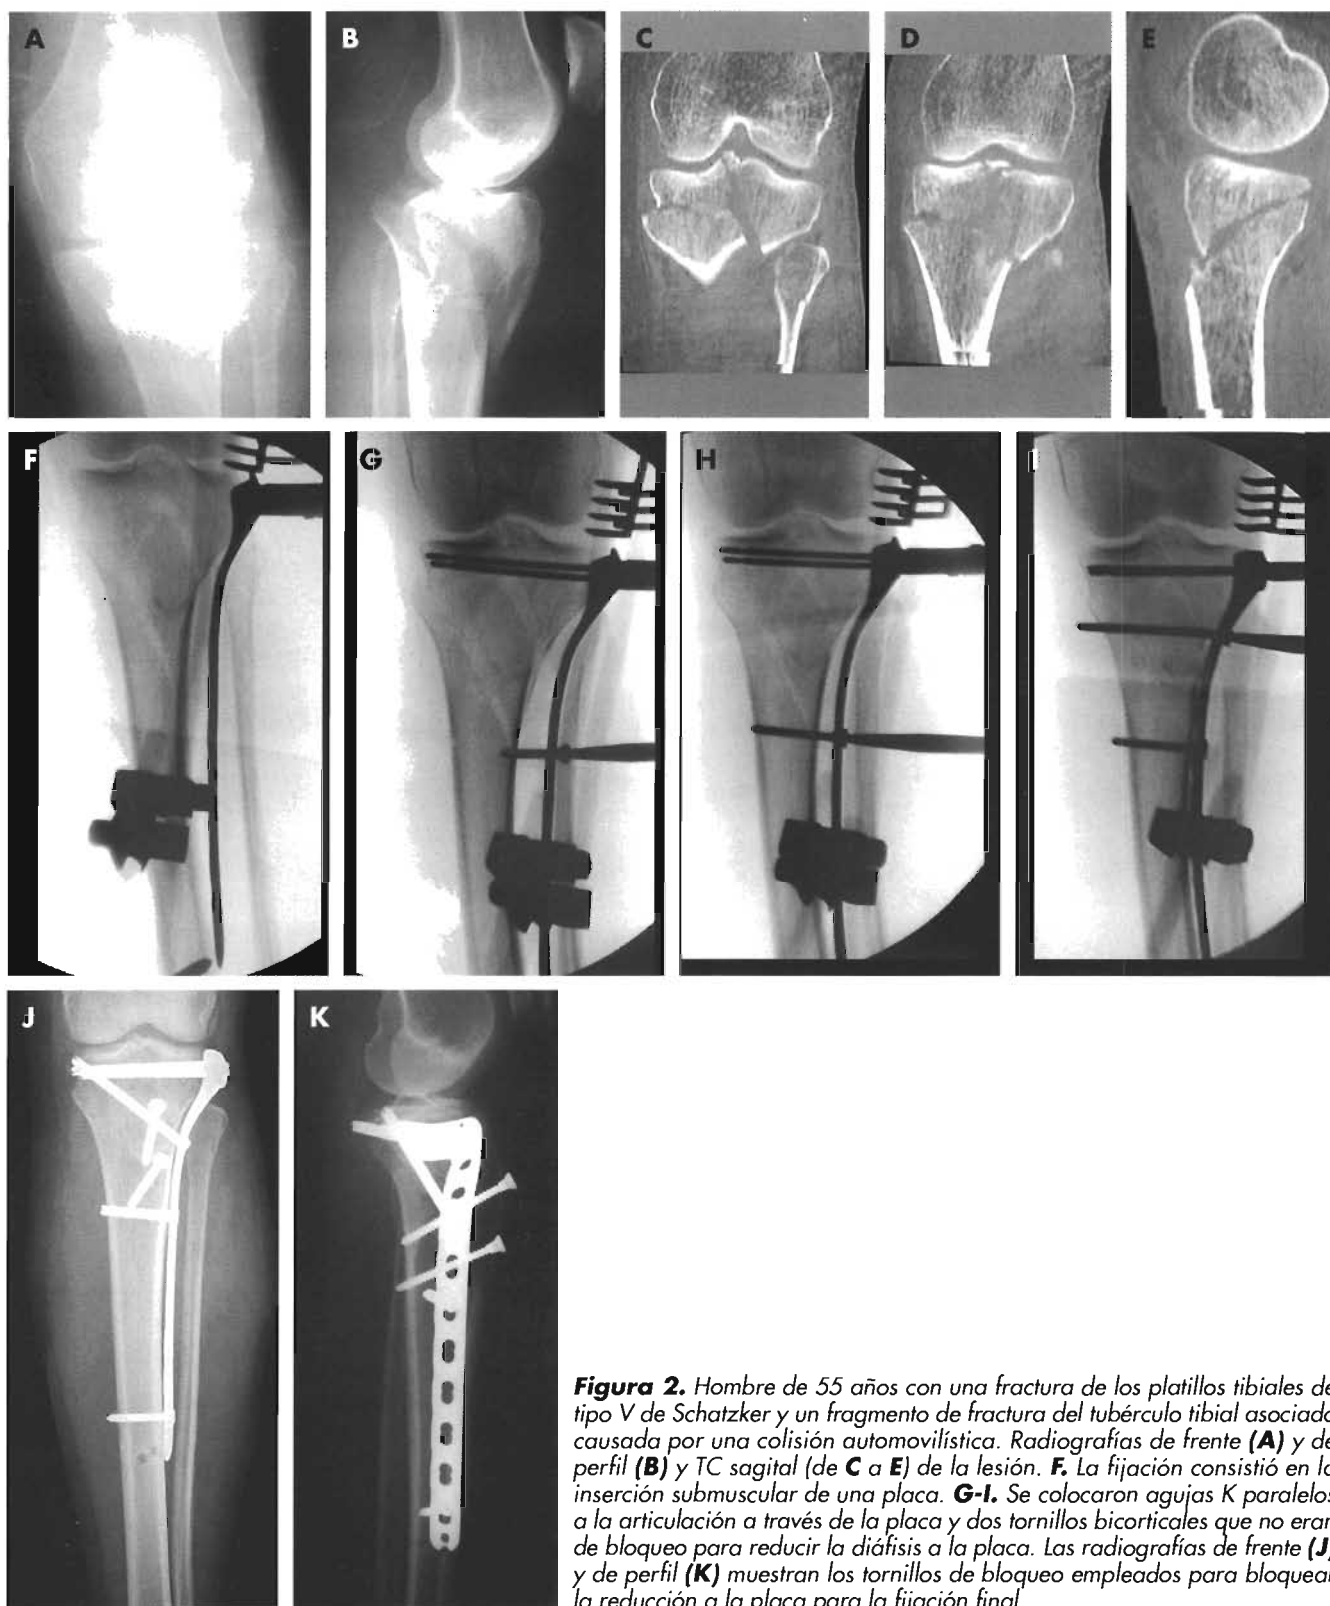 A
B
C
D
E
F
G
H
I
J
K
Figura 2. Hombre de 55 años con una fractura de los platillos tibiales de
tipo V de Schatzker y un fragmento de fractura del tubérculo tibial asociado
causada por una colisión automovilística. Radiografías de frente (A) y de
perfil (B) y TC sagital (de C a E) de la lesión. F. La fijación consistió en la
inserción submuscular de una placa. G-I. Se colocaron agujas K paralelos
a la articulación a través de la placa y dos tornillos bicorticales que no eran
de bloqueo para reducir la diáfisis a la placa. Las radiografías de frente (J)
y de perfil (K) muestran los tornillos de bloqueo empleados para bloquear
la reducción a la placa para la fijación final